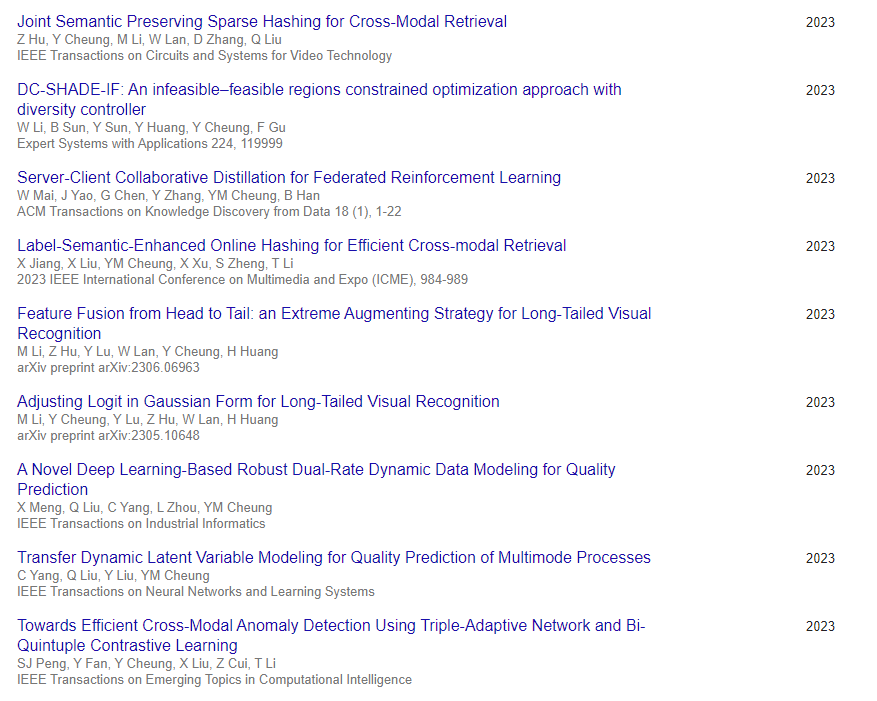 Joint Semantic Preserving Sparse Hashing for Cross-Modal Retrieval 2023
Z Hu, Y Cheung, M Li, W Lan, D Zhang, Q Liu
IEEE Transactions on Circuits and Systems for Video Technology
DC-SHADE-IF: An infeasible–feasible regions constrained optimization approach with 2023
diversity controller
W Li, B Sun, Y Sun, Y Huang, Y Cheung, F Gu
Expert Systems with Applications 224, 119999
Server-Client Collaborative Distillation for Federated Reinforcement Learning 2023
W Mai, J Yao, G Chen, Y Zhang, YM Cheung, B Han
ACM Transactions on Knowledge Discovery from Data 18 (1), 1-22
Label-Semantic-Enhanced Online Hashing for Efficient Cross-modal Retrieval 2023
X Jiang, X Liu, YM Cheung, X Xu, S Zheng, T Li
2023 IEEE International Conference on Multimedia and Expo (ICME), 984-989
Feature Fusion from Head to Tail: an Extreme Augmenting Strategy for Long-Tailed Visual 2023
Recognition
M Li, Z Hu, Y Lu, W Lan, Y Cheung, H Huang
arXiv preprint arXiv:2306.06963
Adjusting Logit in Gaussian Form for Long-Tailed Visual Recognition 2023
M Li, Y Cheung, Y Lu, Z Hu, W Lan, H Huang
arXiv preprint arXiv:2305.10648
A Novel Deep Learning-Based Robust Dual-Rate Dynamic Data Modeling for Quality 2023
Prediction
X Meng, Q Liu, C Yang, L Zhou, YM Cheung
IEEE Transactions on Industrial Informatics
Transfer Dynamic Latent Variable Modeling for Quality Prediction of Multimode Processes 2023
C Yang, Q Liu, Y Liu, YM Cheung
IEEE Transactions on Neural Networks and Learning Systems
Towards Efficient Cross-Modal Anomaly Detection Using Triple-Adaptive Network and Bi- 2023
Quintuple Contrastive Learning
SJ Peng, Y Fan, Y Cheung, X Liu, Z Cui, T Li
IEEE Transactions on Emerging Topics in Computational Intelligence